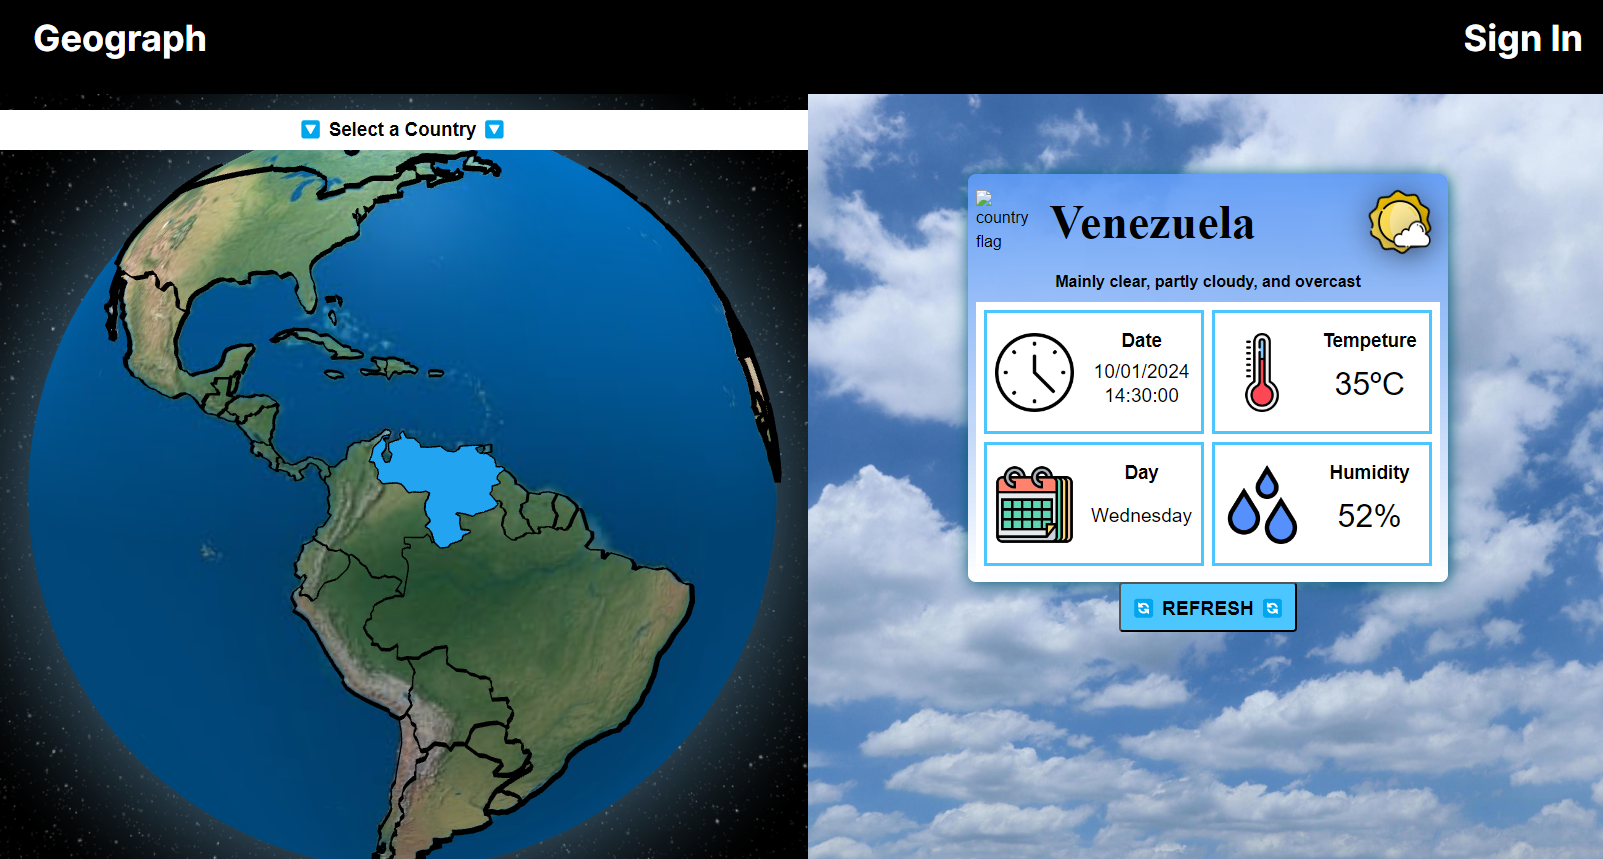 Geograph
Sign In
Select a Country
country
flag
Venezuela
Mainly clear, partly cloudy, and overcast
Date
10/01/2024
14:30:00
Tempeture
35°C
Day
Wednesday
Humidity
52%
REFRESH